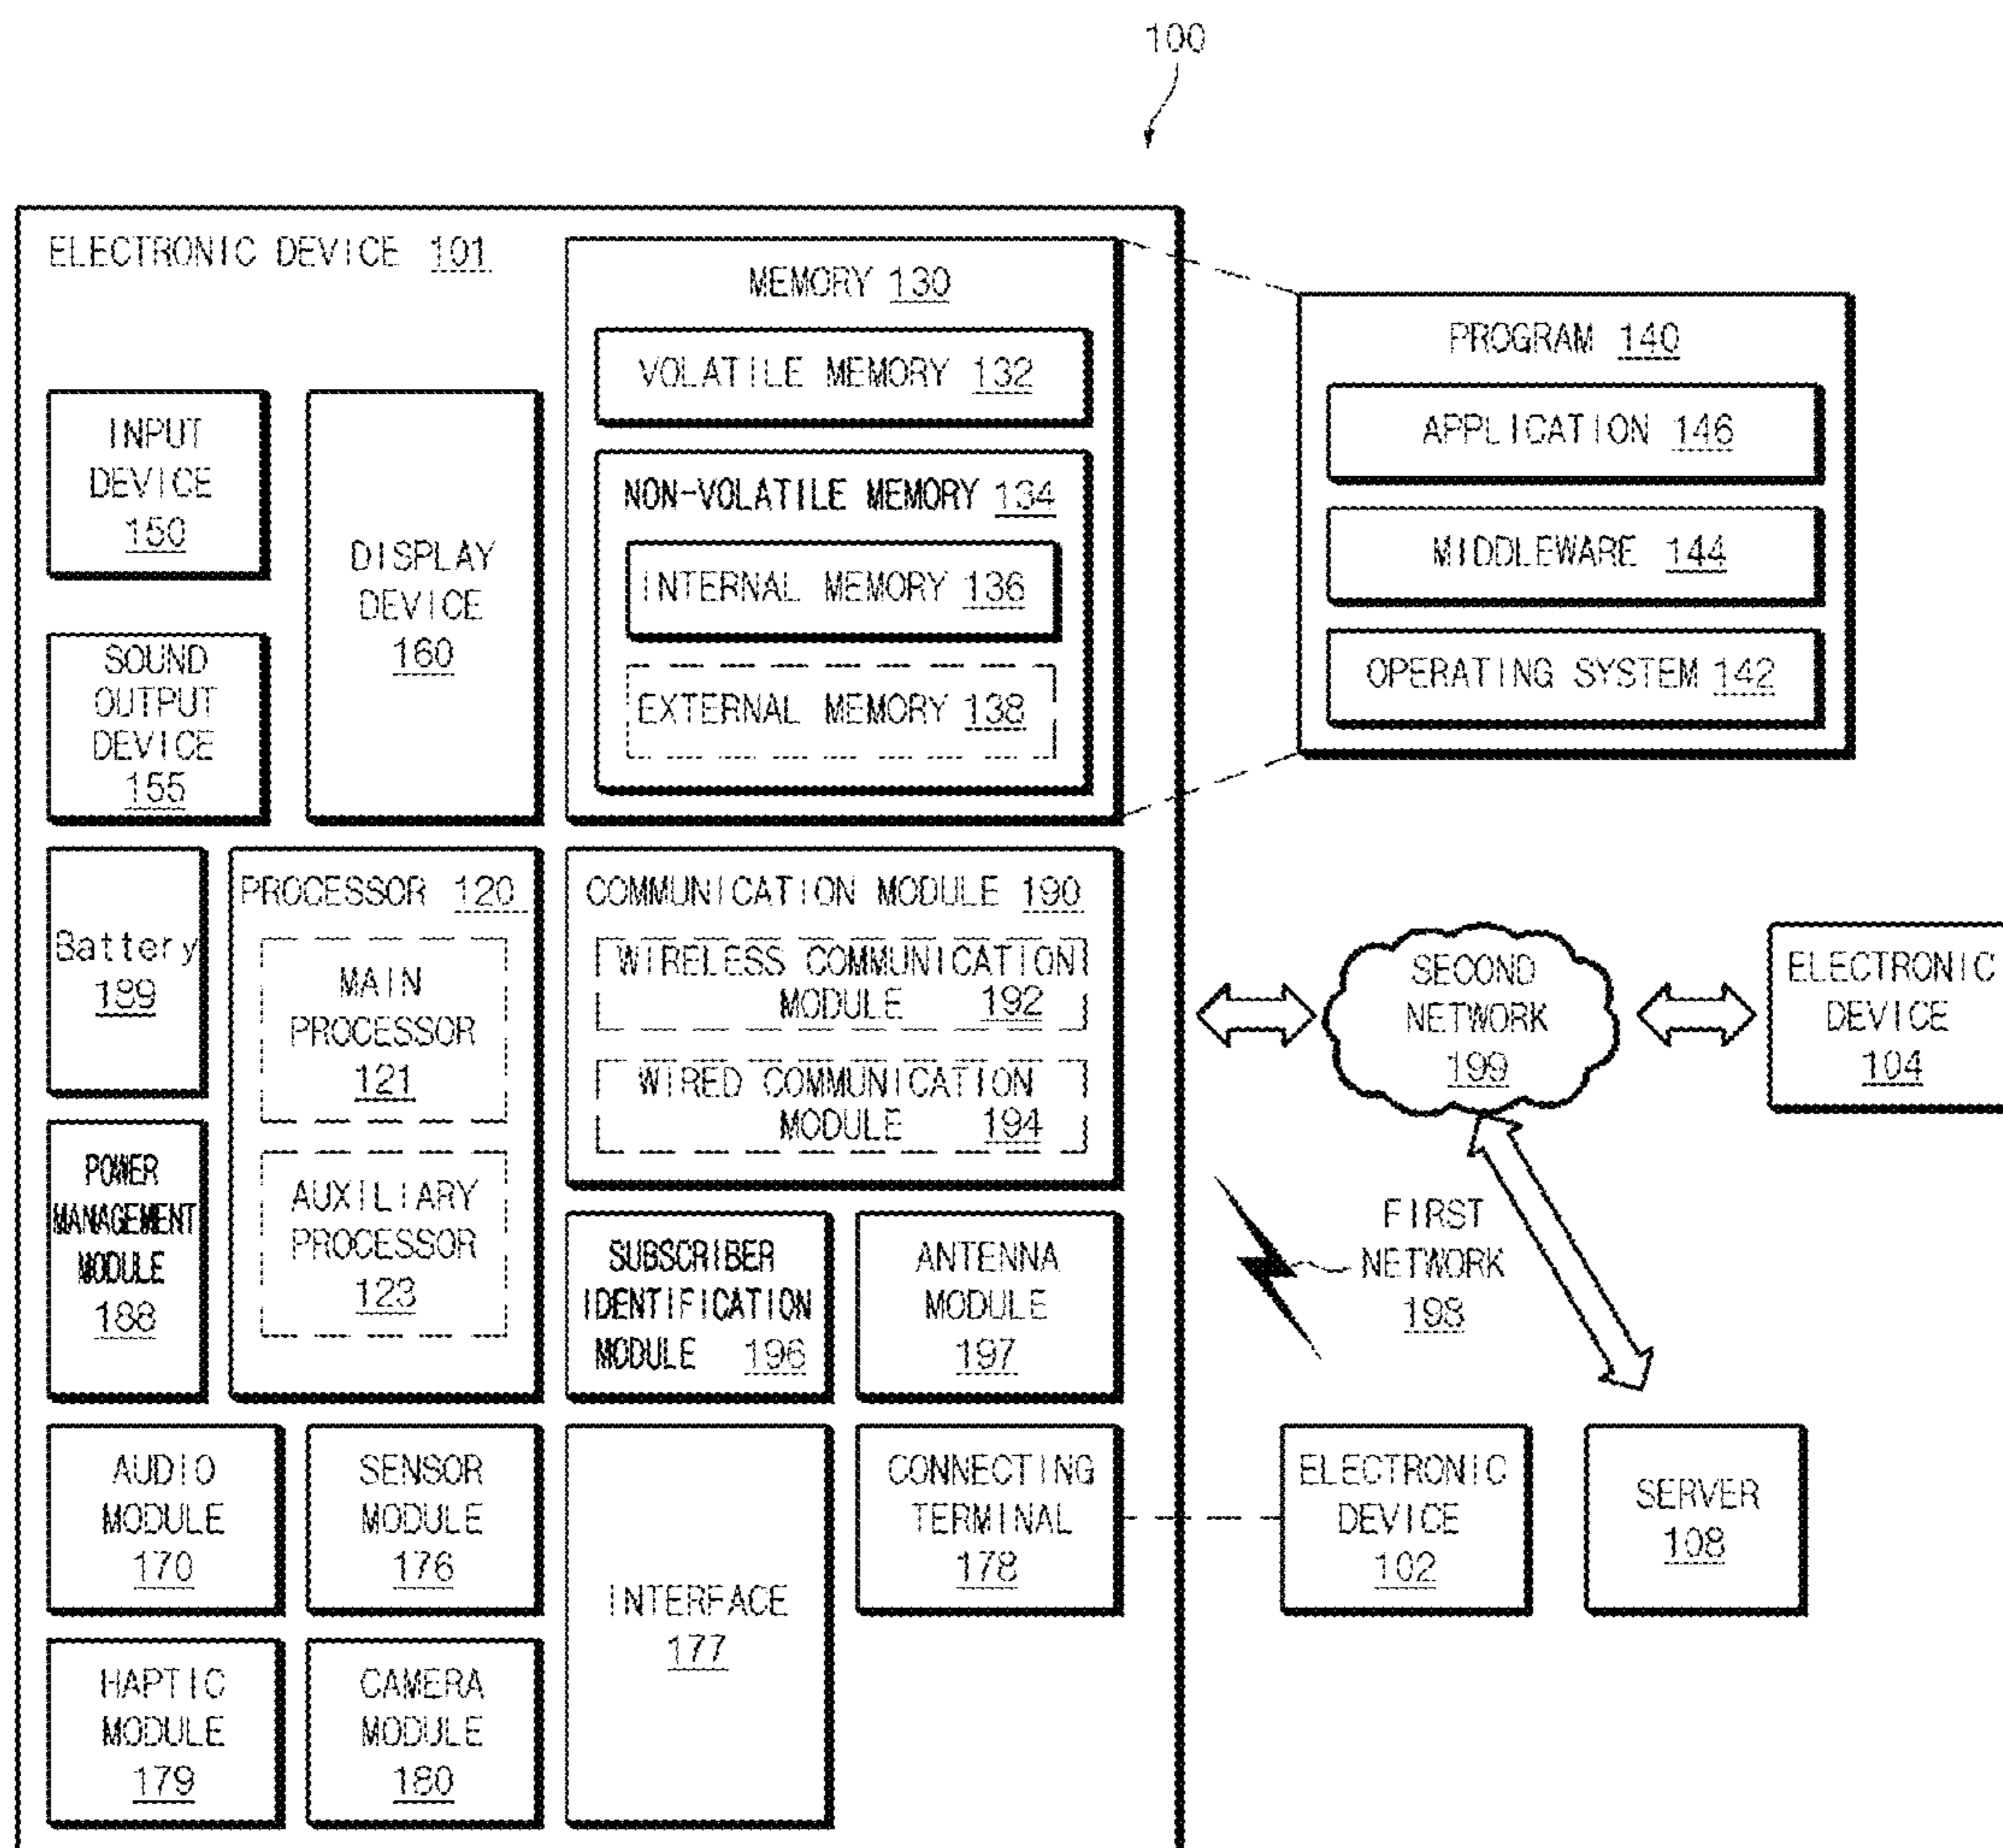 100
ELECTRONIC DEVICE 101
MEMORY 130
VOLATILE MEMORY 132
NON-VOLATILE MEMORY 134
INTERNAL MEMORY 136
EXTERNAL MEMORY 138
PROGRAM 140
APPLICATION 146
MIDDLEWARE 144
OPERATING SYSTEM 142
INPUT
DEVICE
150
DISPLAY
DEVICE
160
SOUND
OUTPUT
DEVICE
155
Battery
189
PROCESSOR 120
MAIN
PROCESSOR
121
AUXILIARY
PROCESSOR
123
COMMUNICATION MODULE 190
WIRELESS COMMUNICATION
MODULE 192
WIRED COMMUNICATION
MODULE 194
SECOND
NETWORK
199
ELECTRONIC
DEVICE
104
POWER
MANAGEMENT
MODULE
188
SUBSCRIBER
IDENTIFICATION
MODULE 196
ANTENNA
MODULE
197
FIRST
NETWORK
198
AUDIO
MODULE
170
SENSOR
MODULE
176
INTERFACE
177
CONNECTING
TERMINAL
178
ELECTRONIC
DEVICE
102
SERVER
108
HAPTIC
MODULE
179
CAMERA
MODULE
180